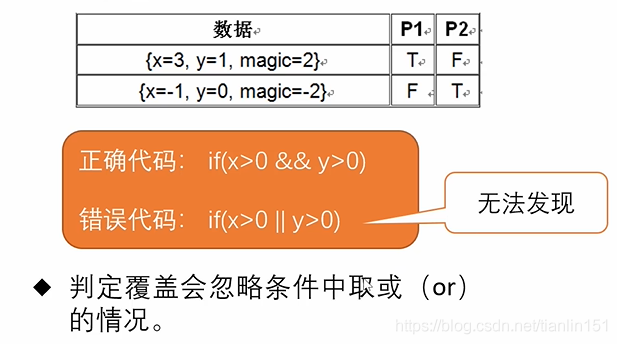 数据 P1 P2
{x=3, y=1, magic=2} T F
{x=-1, y=0, magic=-2} F T
正确代码： if(x>0 && y>0)
错误代码： if(x>0 || y>0)
无法发现
◆ 判定覆盖会忽略条件中取或（or）
的情况。
https://blog.csdn.net/tianlin151